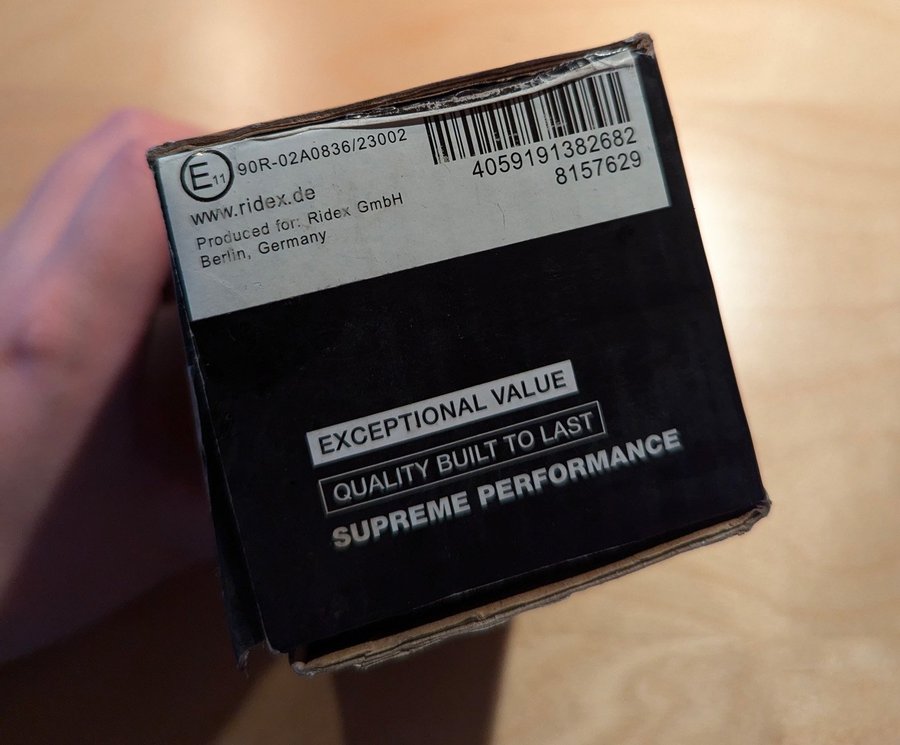 E11 90R-02A0836/23002
www.ridex.de
Produced for: Ridex GmbH
Berlin, Germany
4059191382682
8157629
EXCEPTIONAL VALUE
QUALITY BUILT TO LAST
SUPREME PERFORMANCE